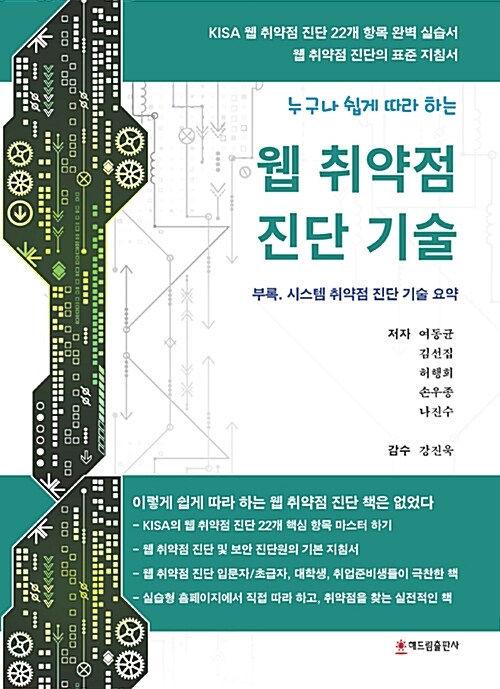 KISA 웹 취약점 진단 22개 항목 완벽 실습서
웹 취약점 진단의 표준 지침서
누구나 쉽게 따라 하는
웹 취약점
진단 기술
부록. 시스템 취약점 진단 기술 요약
저자 여동균
김선집
허행희
손우종
나진수
감수 강진욱
이렇게 쉽게 따라 하는 웹 취약점 진단 책은 없었다
- KISA의 웹 취약점 진단 22개 핵심 항목 마스터 하기
- 웹 취약점 진단 및 보안 진단원의 기본 지침서
- 웹 취약점 진단 입문자/초급자, 대학생, 취업준비생들이 극찬한 책
- 실습형 홈페이지에서 직접 따라 하고, 취약점을 찾는 실전적인 책
해드림출판사